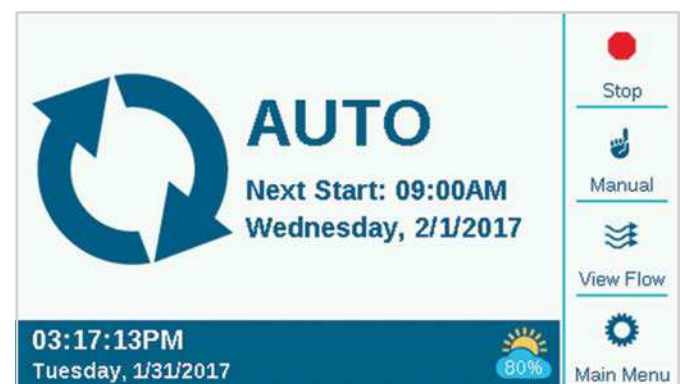 AUTO
Next Start: 09:00AM
Wednesday, 2/1/2017
03:17:13PM
Tuesday, 1/31/2017
80%
Stop
Manual
View Flow
Main Menu